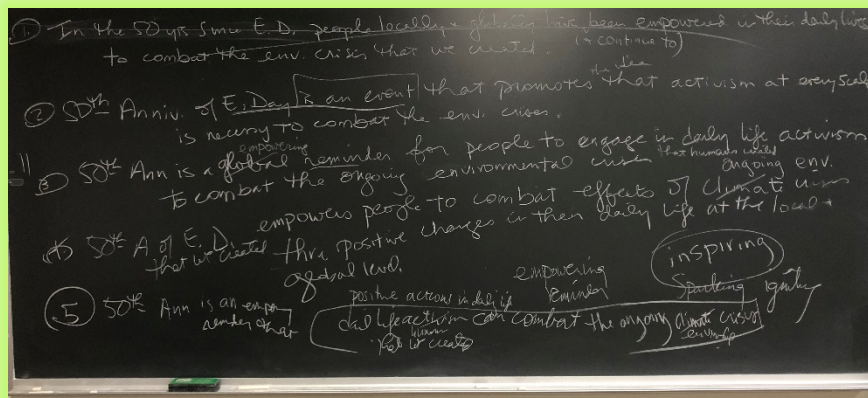 ① In the 50 yrs since E.D. people locally + globally have been empowered in their daily lives
(+ continue to)
to combat the env. crisis that we created.
the idea
② 50th Anniv. of E. Day is an event that promotes that activism at every scale
is necessary to combat the env. crises.
empowering
③ 50th Ann is a global reminder for people to engage in daily life activism
that humans created
to combat the ongoing environmental crisis
ongoing env.
④ 50th A. of E.D. empowers people to combat effects of climate crisis
that we created thru positive changes in their daily life at the local +
global level.
inspiring
empowering
reminder
Sparking igniting
positive actions in daily life
⑤ 50th Ann is an empow
reminder that
daily life activism can combat the ongoing climate crisis
human